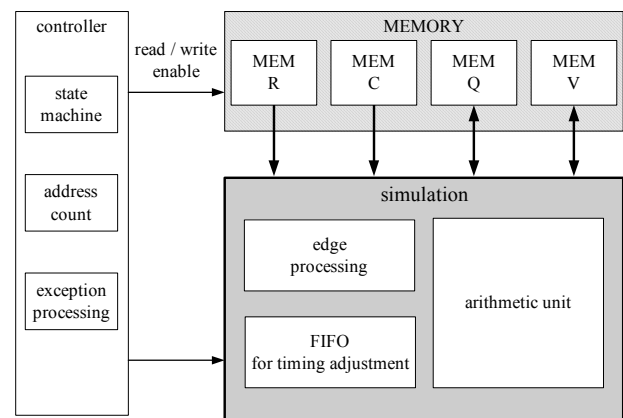 controller
state
machine
address
count
exception
processing
read / write
enable
MEMORY
MEM
R
MEM
C
MEM
Q
MEM
V
simulation
edge
processing
FIFO
for timing adjustment
arithmetic unit